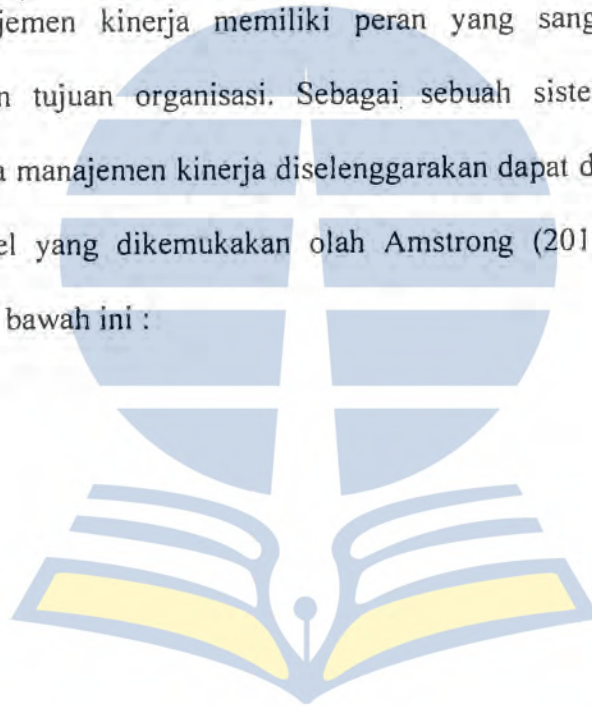 jemen kinerja memiliki peran yang sang
n tujuan organisasi. Sebagai sebuah siste
a manajemen kinerja diselenggarakan dapat d
el yang dikemukakan olah Amstrong (201
bawah ini :